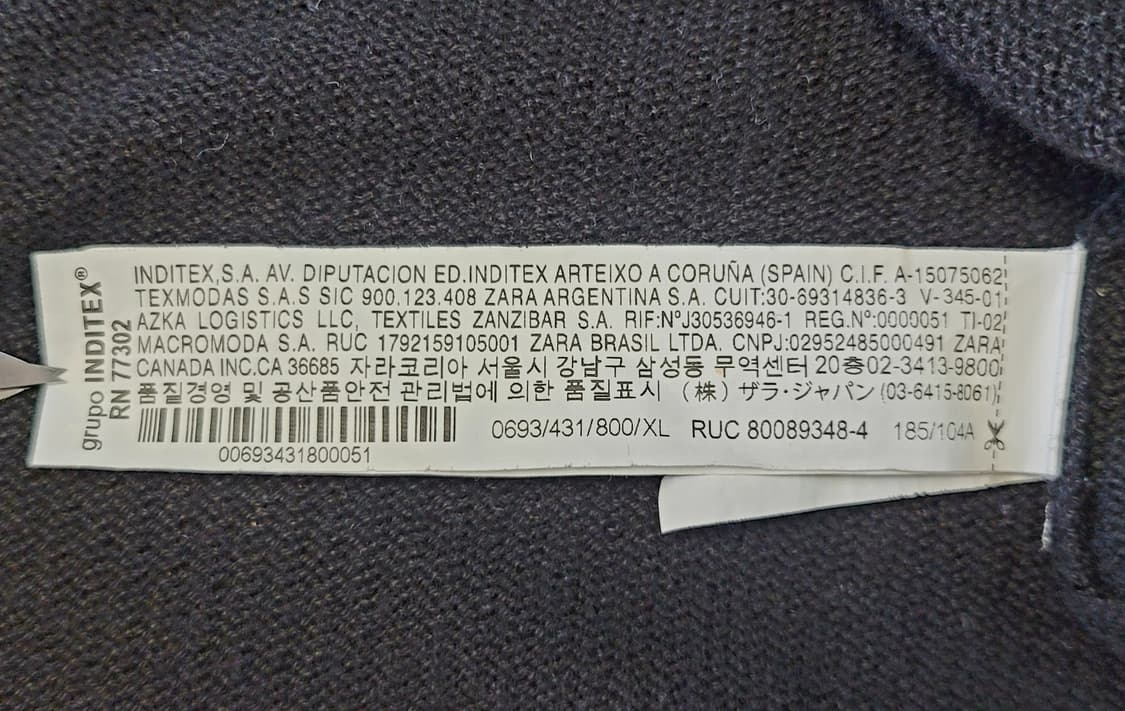 grupo INDITEX®
RN 77302
INDITEX,S.A. AV. DIPUTACION ED.INDITEX ARTEIXO A CORUÑA (SPAIN) C.I.F. A-15075062
TEXMODAS S.A.S SIC 900.123.408 ZARA ARGENTINA S.A. CUIT:30-69314836-3 V-345-01
AZKA LOGISTICS LLC, TEXTILES ZANZIBAR S.A. RIF:NºJ30536946-1 REG.Nº:0000051 TI-02
MACROMODA S.A. RUC 1792159105001 ZARA BRASIL LTDA. CNPJ:02952485000491 ZARA
CANADA INC.CA 36685 자라코리아 서울시 강남구 삼성동 무역센터 20층02-3413-9800
품질경영 및 공산품안전 관리법에 의한 품질표시 (株) ザラ·ジャパン (03-6415-8061)
0693/431/800/XL RUC 80089348-4 185/104A
00693431800051